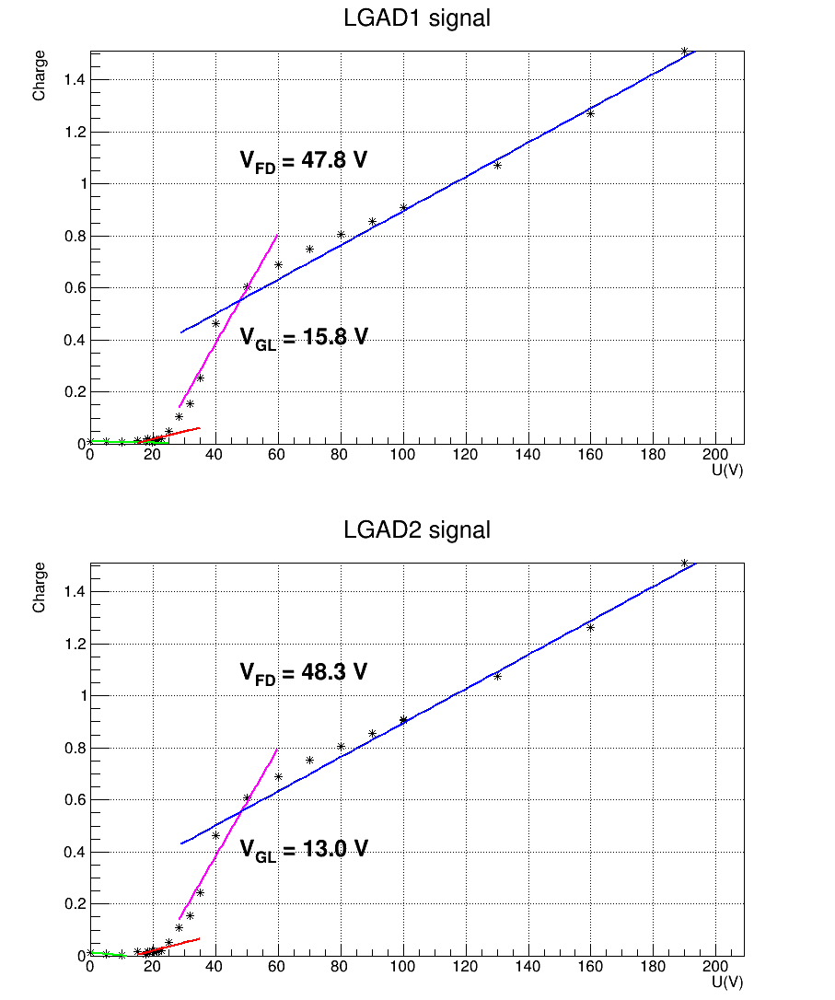 LGAD1 signal
Charge
1.4
1.2
1
0.8
0.6
0.4
0.2
0
V_FD = 47.8 V
V_GL = 15.8 V
0 20 40 60 80 100 120 140 160 180 200
U(V)
LGAD2 signal
Charge
1.4
1.2
1
0.8
0.6
0.4
0.2
0
V_FD = 48.3 V
V_GL = 13.0 V
0 20 40 60 80 100 120 140 160 180 200
U(V)